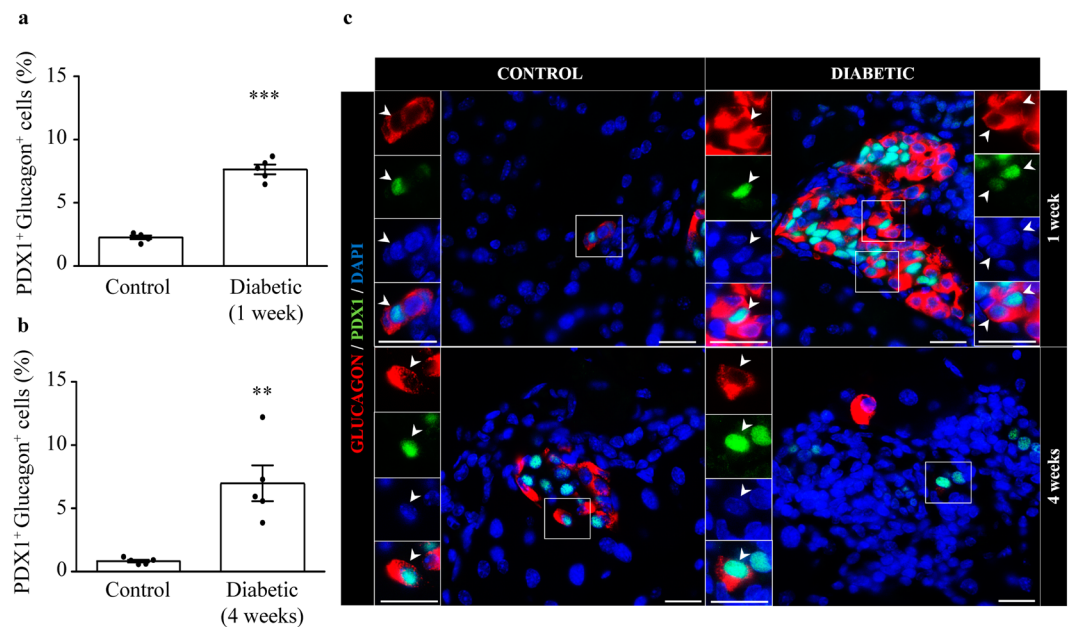 a
PDX1⁺ Glucagon⁺ cells (%)
15
10
5
0
***
Control
Diabetic
(1 week)
b
PDX1⁺ Glucagon⁺ cells (%)
15
10
5
0
**
Control
Diabetic
(4 weeks)
c
CONTROL
DIABETIC
GLUCAGON / PDX1 / DAPI
1 week
4 weeks